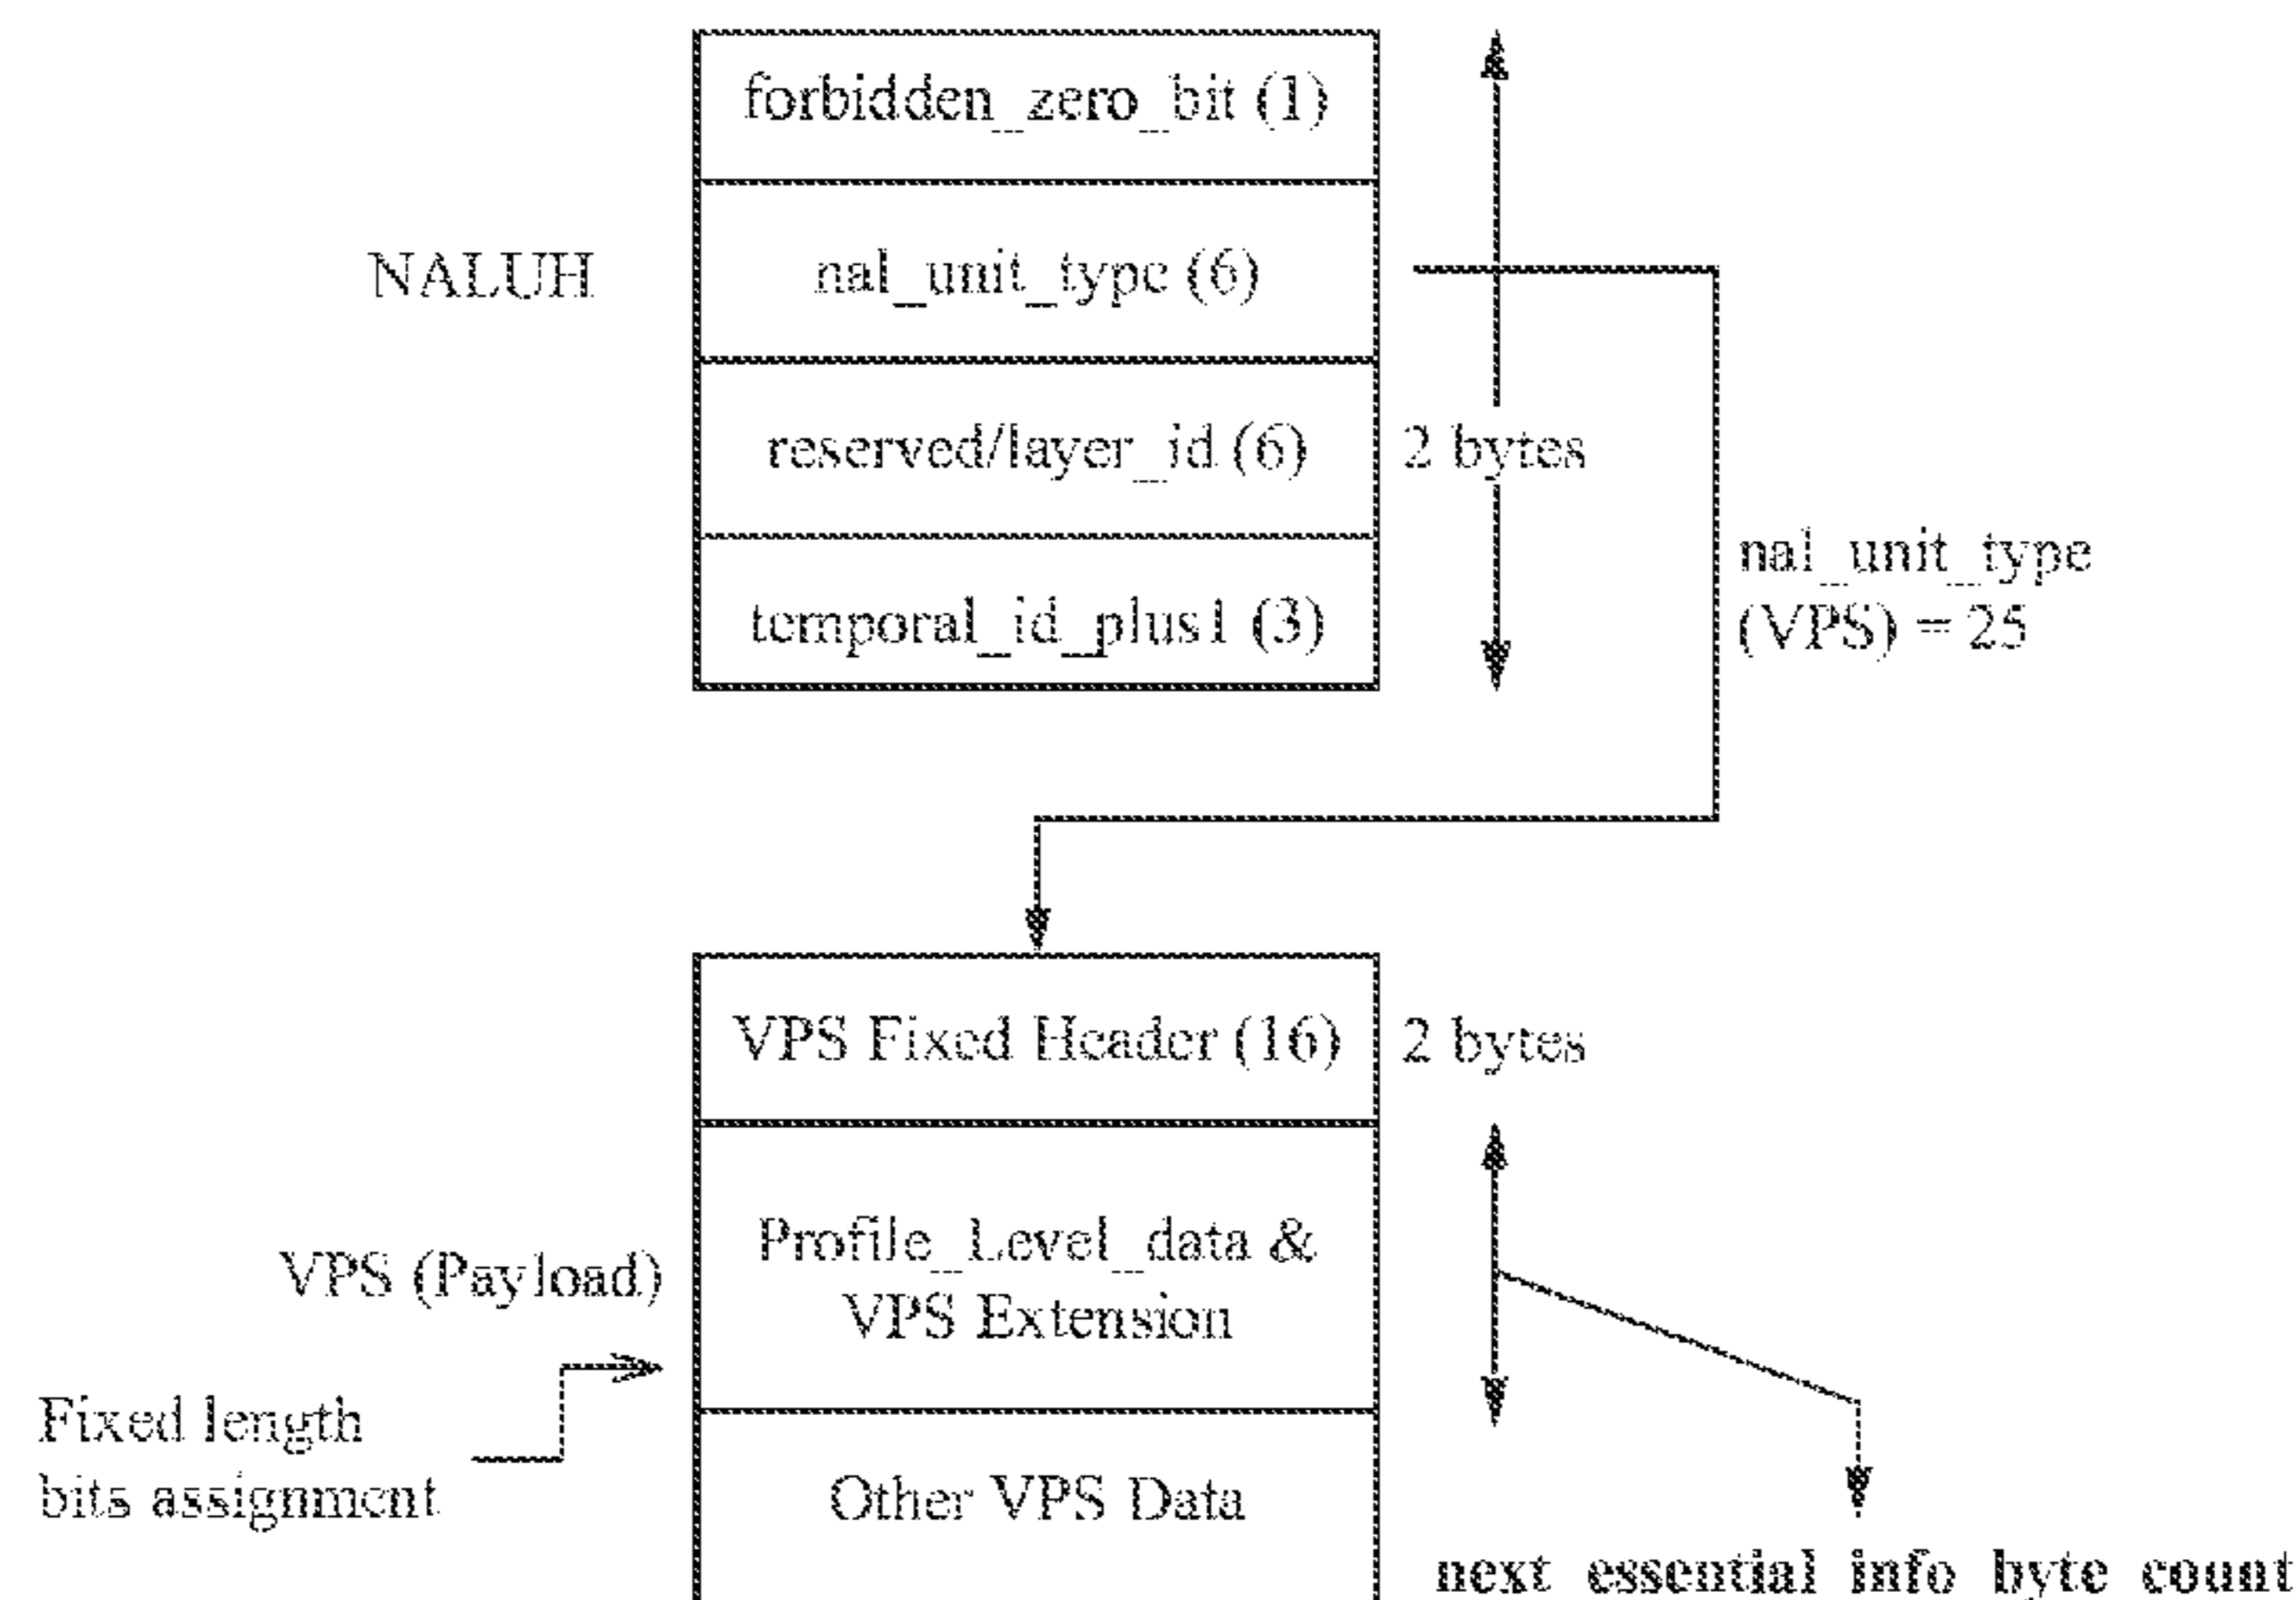 forbidden_zero_bit (1)
NALUH
nal_unit_type (6)
reserved/layer_id (6)
2 bytes
nal_unit_type
(VPS) = 25
temporal_id_plus1 (3)
VPS Fixed Header (16)
2 bytes
Profile_Level_data &
VPS Extension
VPS (Payload)
Fixed length
bits assignment
Other VPS Data
next_essential_info_byte_count